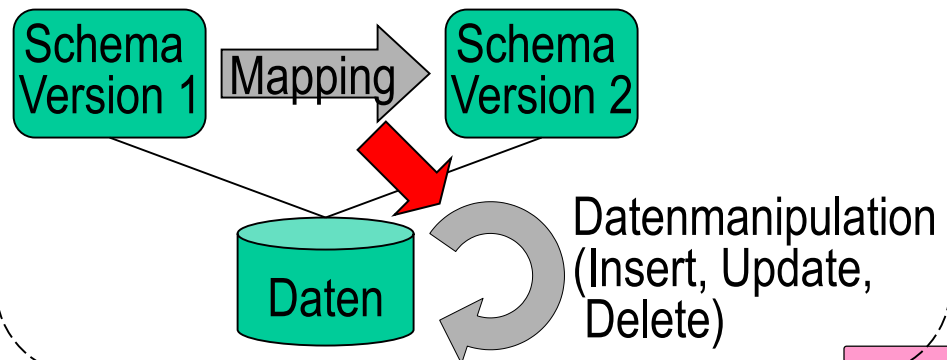 Schema
Version 1
Mapping
Schema
Version 2
Daten
Datenmanipulation
(Insert, Update,
Delete)